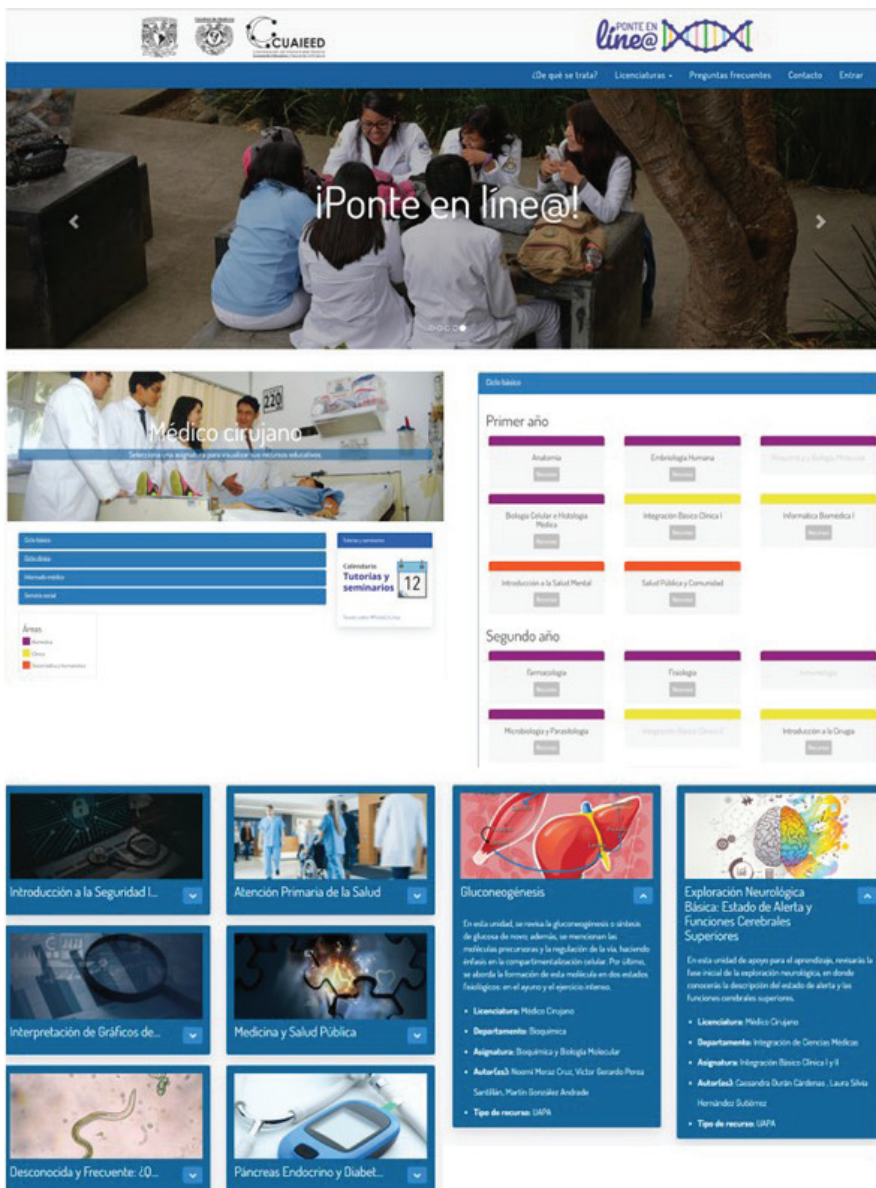 CUAIEED
PONTE EN
líne@
¿De qué se trata? Licenciaturas Preguntas frecuentes Contacto Entrar
¡Ponte en líne@!
220
Médico cirujano
Selecciona una asignatura para visualizar sus recursos educativos
Ciclo básico
Ciclo clínico
Internado médico
Servicio social
Tutorías y seminarios
Calendario
Tutorías y
seminarios
12
Áreas
Biomédica
Clínica
Sociomédica y humanística
Ciclo básico
Primer año
Anatomía
Recursos
Embriología Humana
Recursos
Bioquímica y Biología Molecular
Biología Celular e Histología
Médica
Recursos
Integración Básico Clínica I
Recursos
Informática Biomédica I
Recursos
Introducción a la Salud Mental
Recursos
Salud Pública y Comunidad
Recursos
Segundo año
Farmacología
Recursos
Fisiología
Recursos
Inmunología
Microbiología y Parasitología
Recursos
Integración Básico Clínica II
Introducción a la Cirugía
Recursos
Introducción a la Seguridad I...
Atención Primaria de la Salud
Interpretación de Gráficos de...
Medicina y Salud Pública
Desconocida y Frecuente: ¿Q...
Páncreas Endocrino y Diabet...
Gluconeogénesis
En esta unidad, se revisa la gluconeogénesis o síntesis
de glucosa de novo; además, se mencionan las
moléculas precursoras y la regulación de la vía, haciendo
énfasis en la compartimentalización celular. Por último,
se aborda la formación de esta molécula en dos estados
fisiológicos: en el ayuno y el ejercicio intenso.
• Licenciatura: Médico Cirujano
• Departamento: Bioquímica
• Asignatura: Bioquímica y Biología Molecular
• Autor(es): Noemi Meraz Cruz, Victor Gerardo Perea
Santillán, Martín González Andrade
• Tipo de recurso: UAPA
Exploración Neurológica
Básica: Estado de Alerta y
Funciones Cerebrales
Superiores
En esta unidad de apoyo para el aprendizaje, revisarás la
fase inicial de la exploración neurológica, en donde
conocerás la descripción del estado de alerta y las
funciones cerebrales superiores.
• Licenciatura: Médico Cirujano
• Departamento: Integración de Ciencias Médicas
• Asignatura: Integración Básico Clínica I y II
• Autor(es): Cassandra Durán Cárdenas , Laura Silvia
Hernández Gutiérrez
• Tipo de recurso: UAPA